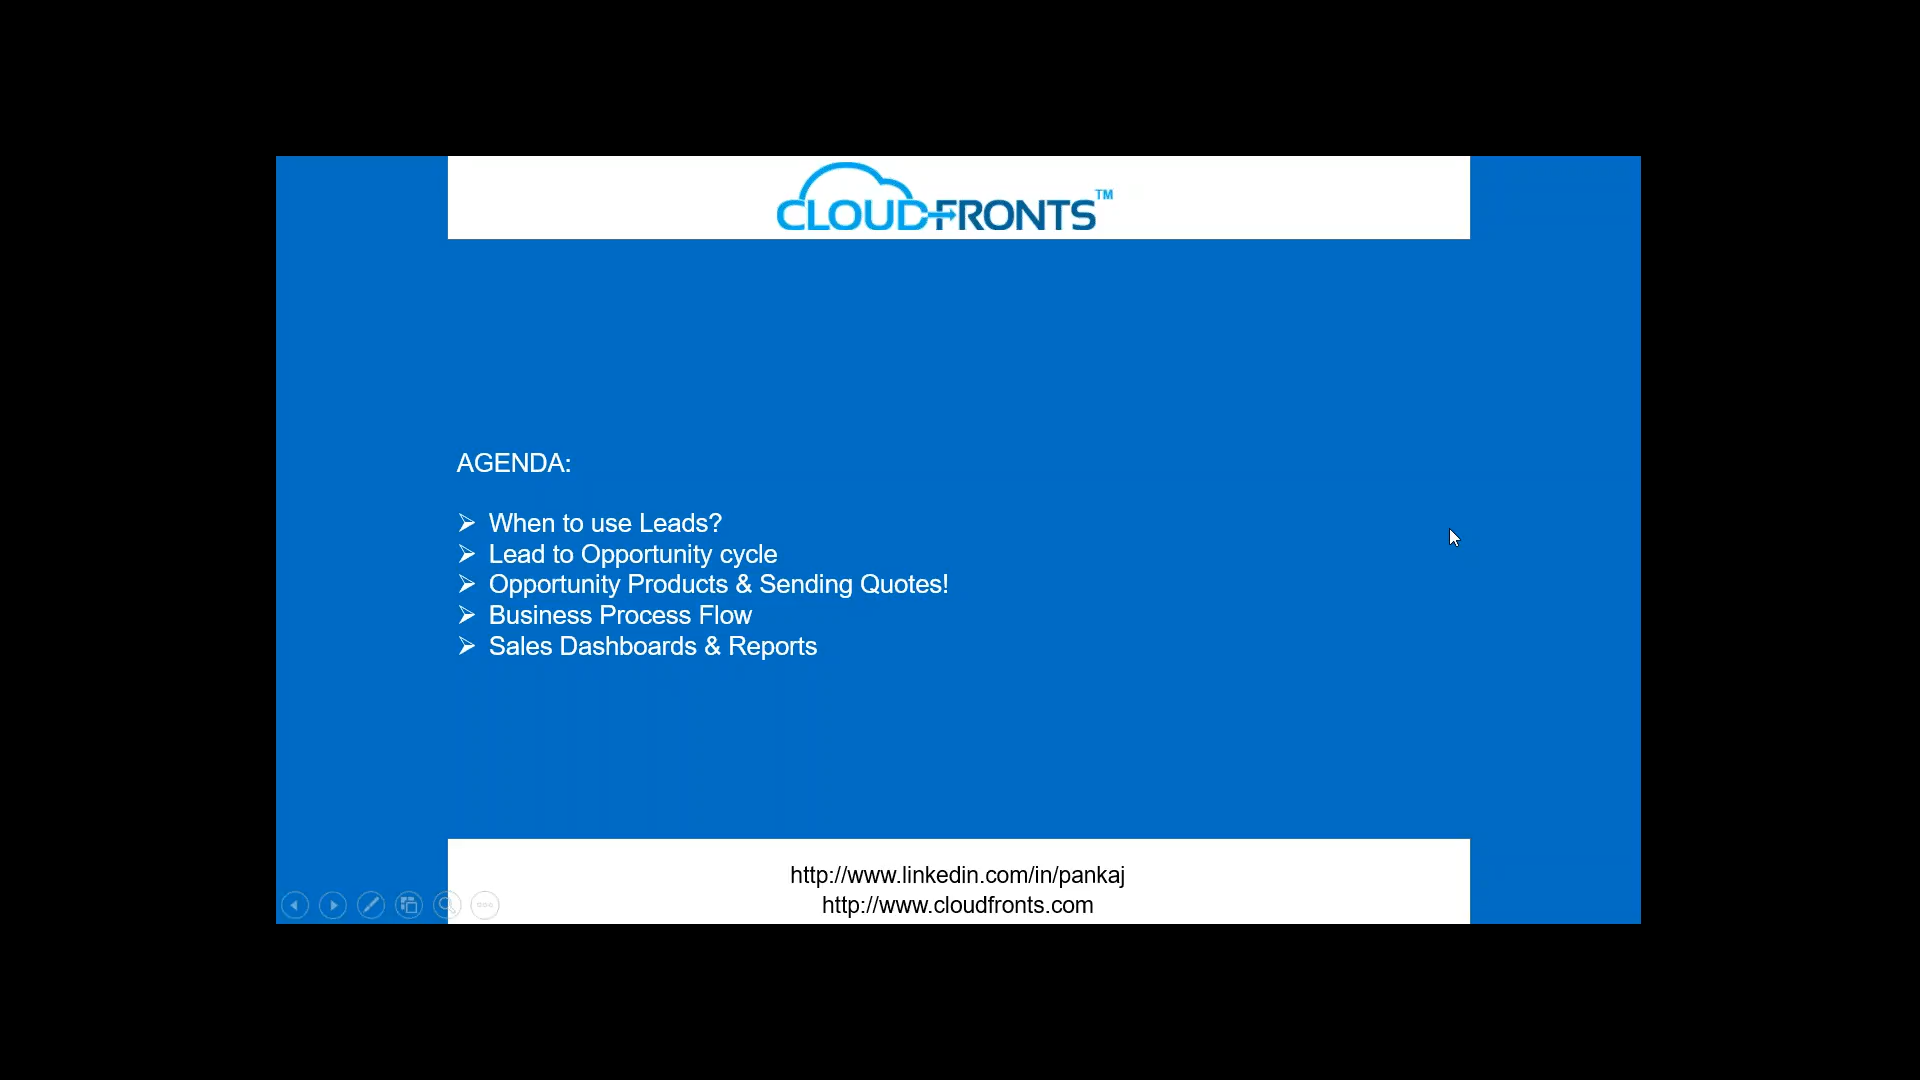 CLOUDFRONTS™
AGENDA:
➢ When to use Leads?
➢ Lead to Opportunity cycle
➢ Opportunity Products & Sending Quotes!
➢ Business Process Flow
➢ Sales Dashboards & Reports
http://www.linkedin.com/in/pankaj
http://www.cloudfronts.com